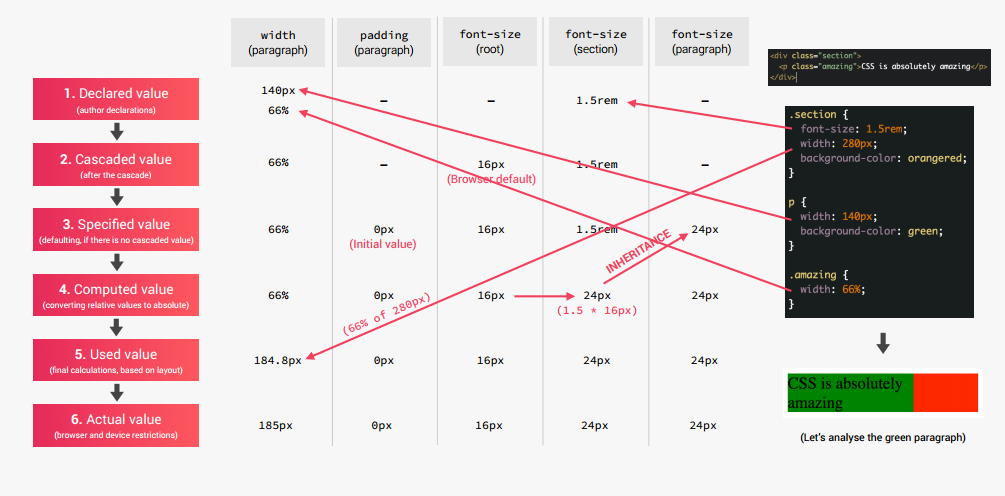 width padding font-size font-size font-size
(paragraph) (paragraph) (root) (section) (paragraph)
1. Declared value
(author declarations)
140px
66%
– – 1.5rem –
2. Cascaded value
(after the cascade)
66% – 16px 1.5rem –
(Browser default)
3. Specified value
(defaulting, if there is no cascaded value)
66% 0px 16px 1.5rem 24px
(Initial value)
INHERITANCE
4. Computed value
(converting relative values to absolute)
66% 0px 16px 24px 24px
(1.5 * 16px)
(66% of 280px)
5. Used value
(final calculations, based on layout)
184.8px 0px 16px 24px 24px
6. Actual value
(browser and device restrictions)
185px 0px 16px 24px 24px
<div class="section">
<p class="amazing">CSS is absolutely amazing</p>
</div>
.section {
font-size: 1.5rem;
width: 280px;
background-color: orangered;
}
p {
width: 140px;
background-color: green;
}
.amazing {
width: 66%;
}
CSS is absolutely
amazing
(Let's analyse the green paragraph)